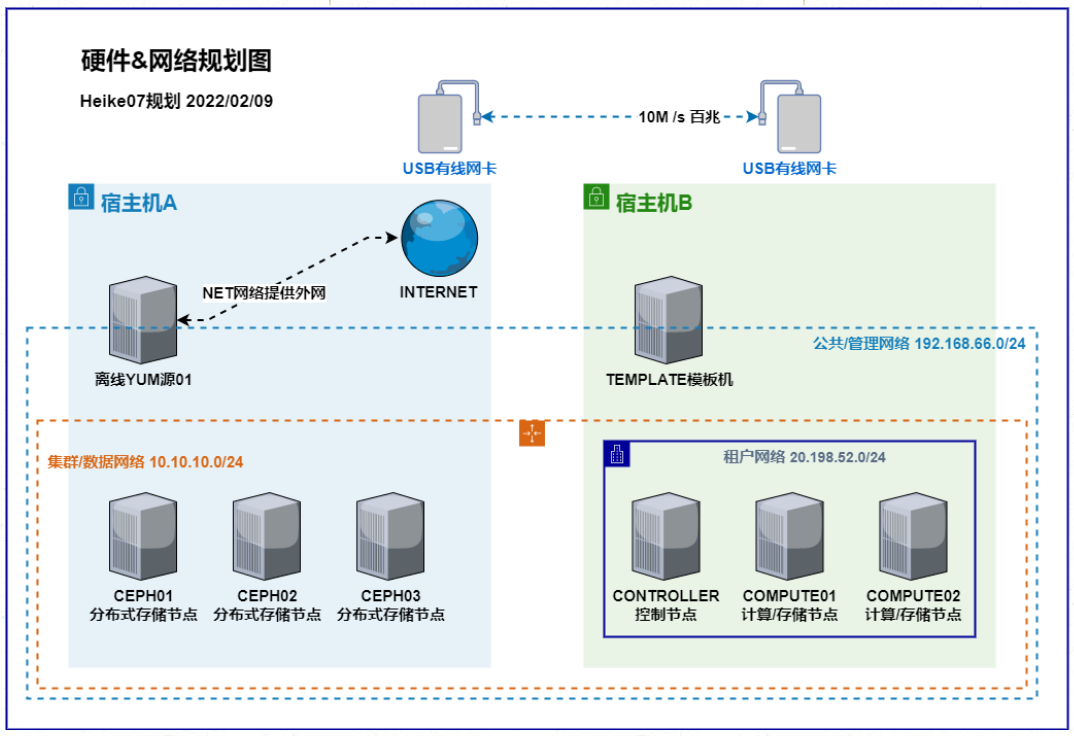 硬件&网络规划图
Heike07规划 2022/02/09
10M /s 百兆
USB有线网卡
USB有线网卡
宿主机A
宿主机B
NET网络提供外网
INTERNET
公共/管理网络 192.168.66.0/24
离线YUM源01
TEMPLATE模板机
集群/数据网络 10.10.10.0/24
租户网络 20.198.52.0/24
CEPH01
分布式存储节点
CEPH02
分布式存储节点
CEPH03
分布式存储节点
CONTROLLER
控制节点
COMPUTE01
计算/存储节点
COMPUTE02
计算/存储节点